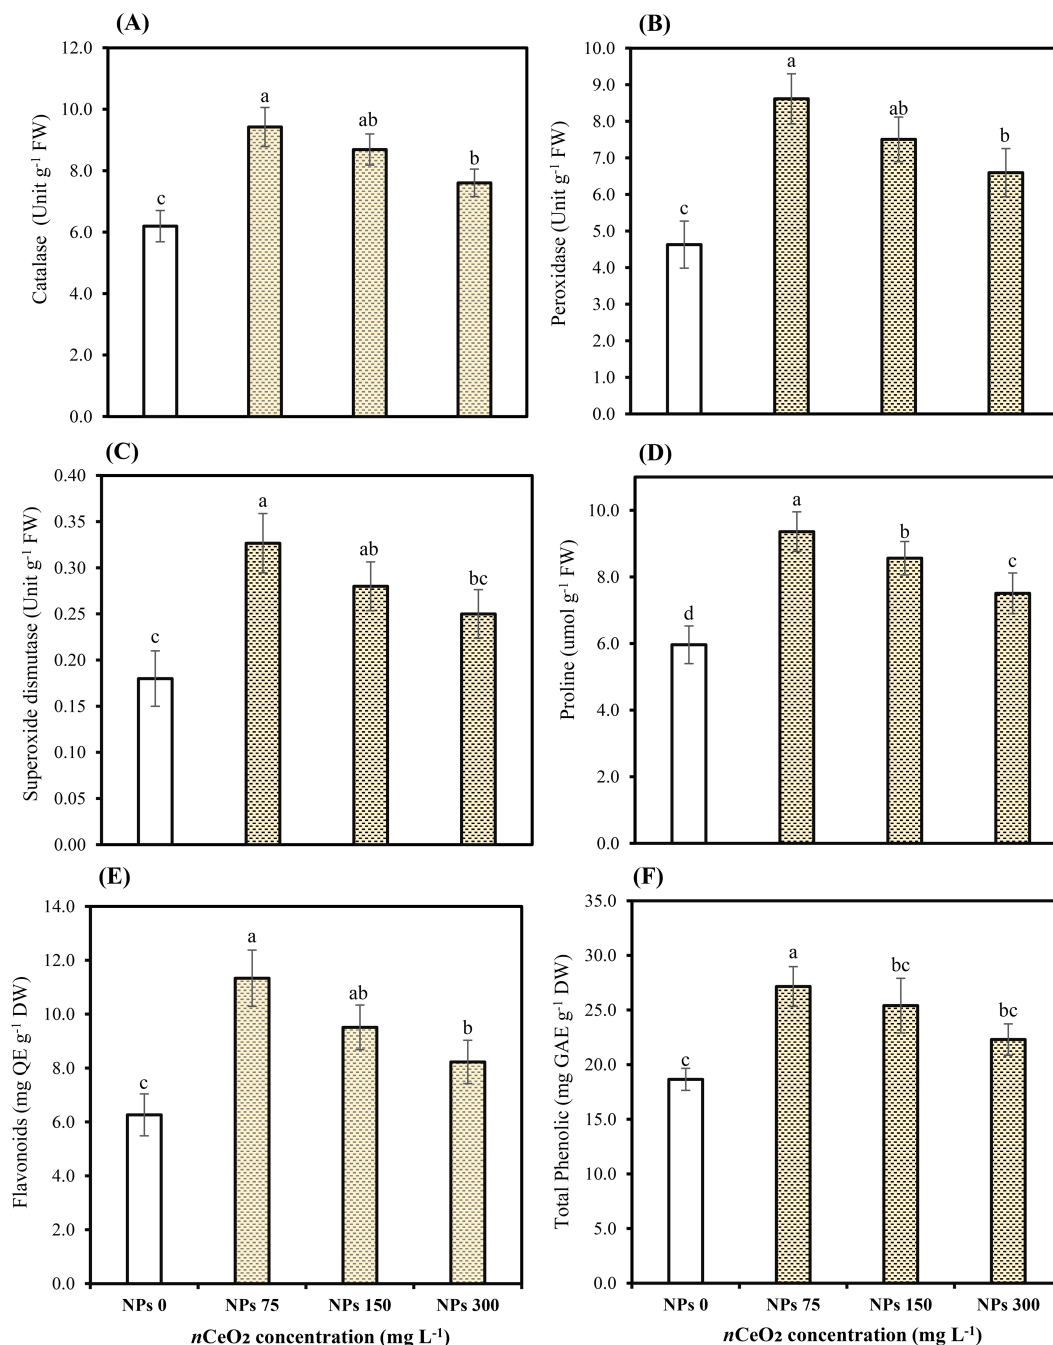 (A)
Catalase (Unit g-1 FW)
12.0
10.0
8.0
6.0
4.0
2.0
0.0
c
a
ab
b
(B)
Peroxidase (Unit g-1 FW)
10.0
9.0
8.0
7.0
6.0
5.0
4.0
3.0
2.0
1.0
0.0
c
a
ab
b
(C)
Superoxide dismutase (Unit g-1 FW)
0.40
0.35
0.30
0.25
0.20
0.15
0.10
0.05
0.00
c
a
ab
bc
(D)
Proline (umol g-1 FW)
10.0
8.0
6.0
4.0
2.0
0.0
d
a
b
c
(E)
Flavonoids (mg QE g-1 DW)
14.0
12.0
10.0
8.0
6.0
4.0
2.0
0.0
c
a
ab
b
NPs 0 NPs 75 NPs 150 NPs 300
nCeO2 concentration (mg L-1)
(F)
Total Phenolic (mg GAE g-1 DW)
35.0
30.0
25.0
20.0
15.0
10.0
5.0
0.0
c
a
bc
bc
NPs 0 NPs 75 NPs 150 NPs 300
nCeO2 concentration (mg L-1)